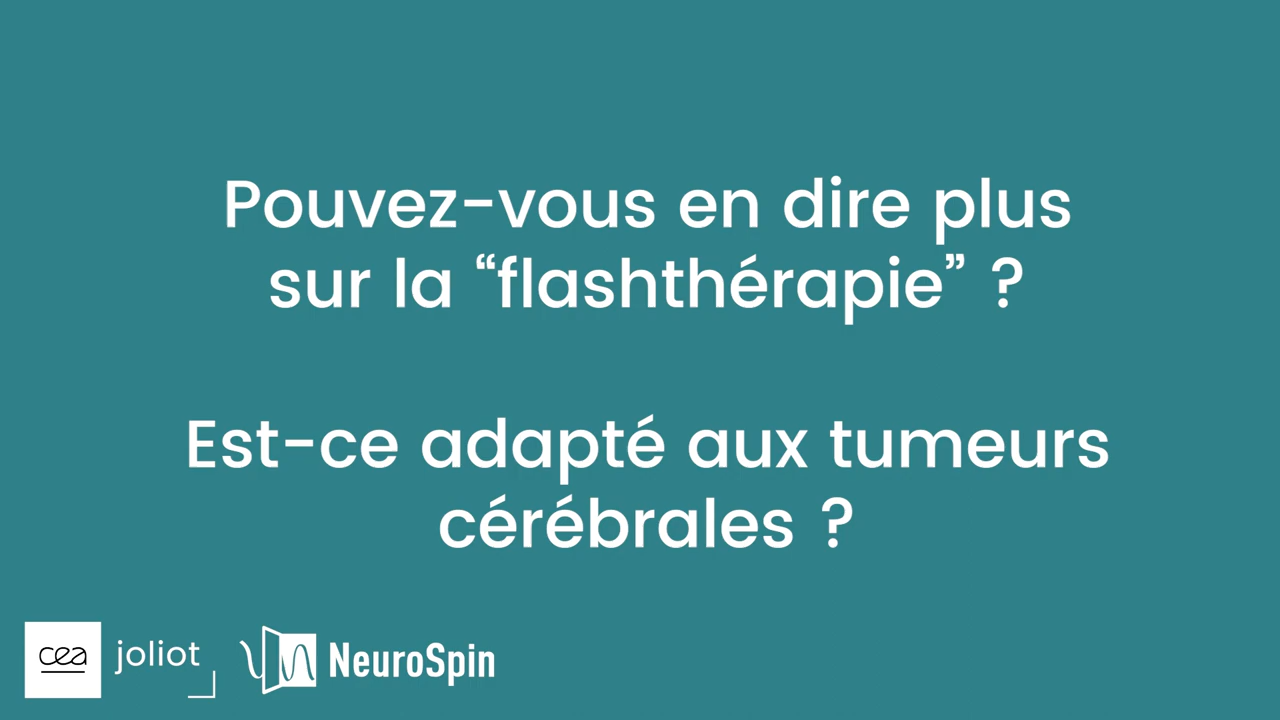 Pouvez-vous en dire plus
sur la “flashthérapie” ?
Est-ce adapté aux tumeurs
cérébrales ?
cea joliot NeuroSpin